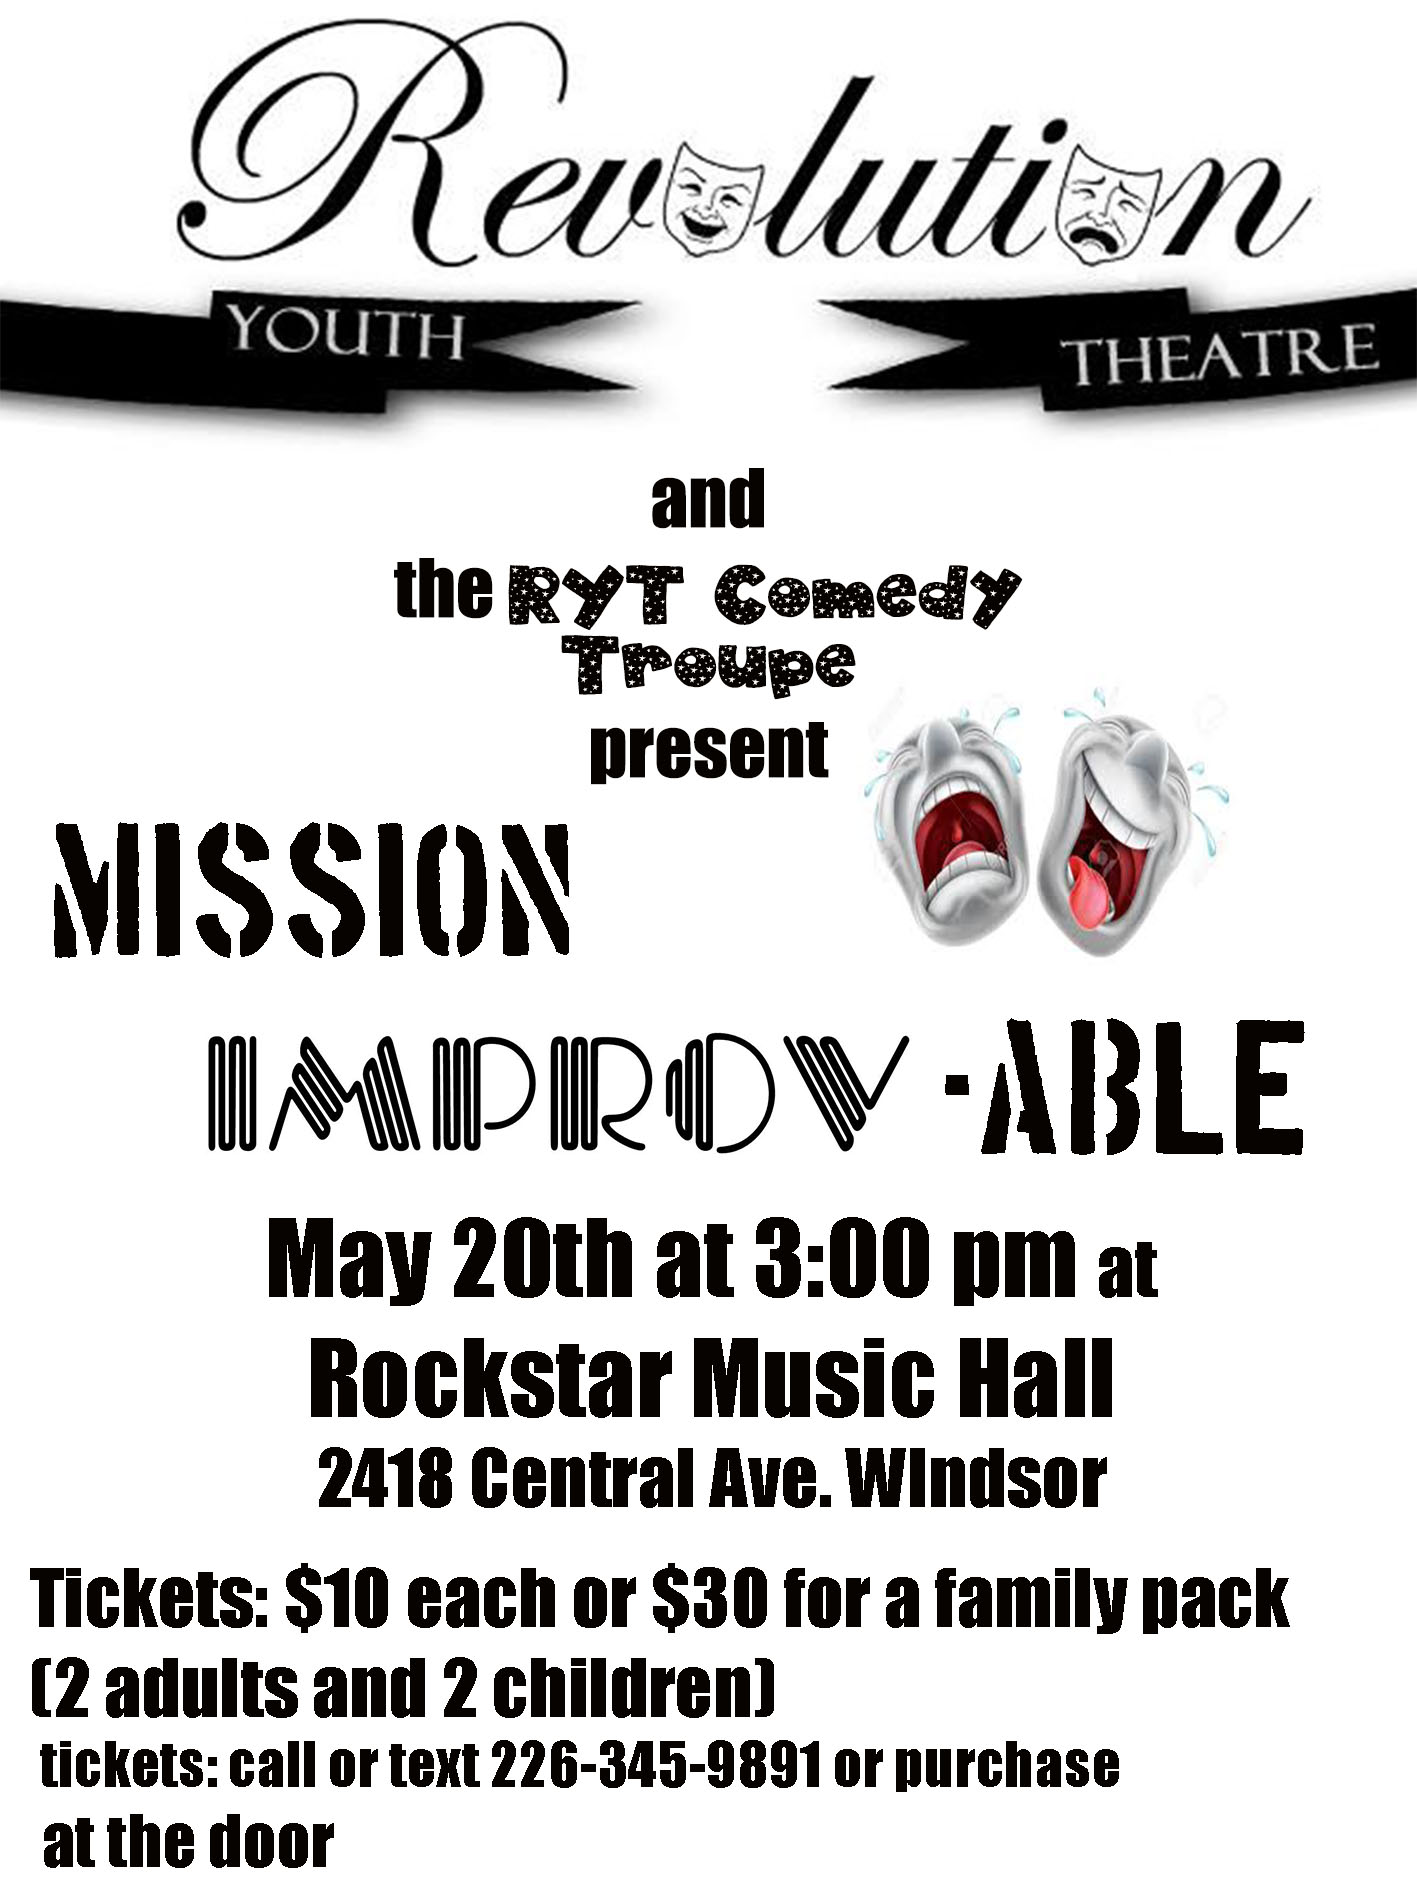 Revolution
YOUTH THEATRE
and
the RYT Comedy
Troupe
present
MISSION
IMPROV -ABLE
May 20th at 3:00 pm at
Rockstar Music Hall
2418 Central Ave. WIndsor
Tickets: $10 each or $30 for a family pack
(2 adults and 2 children)
tickets: call or text 226-345-9891 or purchase
at the door